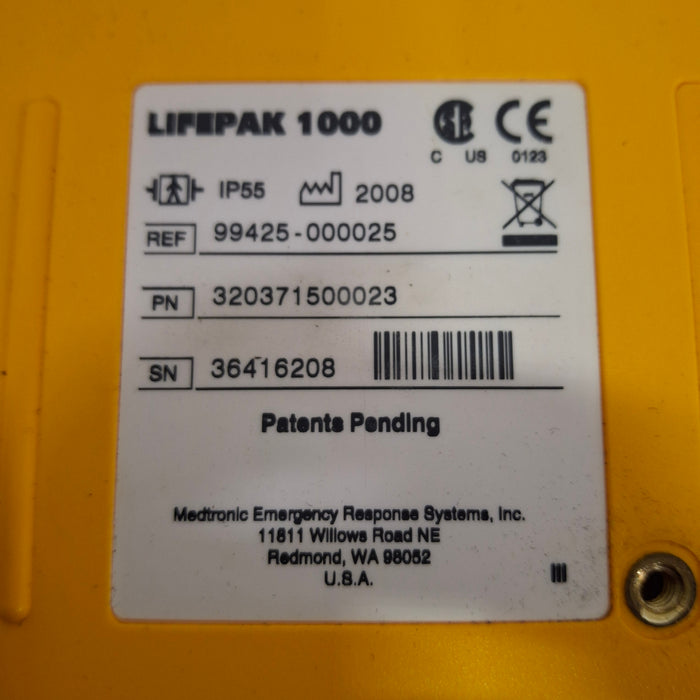 LIFEPAK 1000
C US 0123
IP55 2008
REF 99425-000025
PN 320371500023
SN 36416208
Patents Pending
Medtronic Emergency Response Systems, Inc.
11811 Willows Road NE
Redmond, WA 98052
U.S.A.